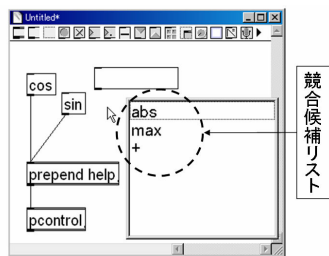 Untitled*
cos
sin
abs
max
+
prepend help
pcontrol
競合候補リスト